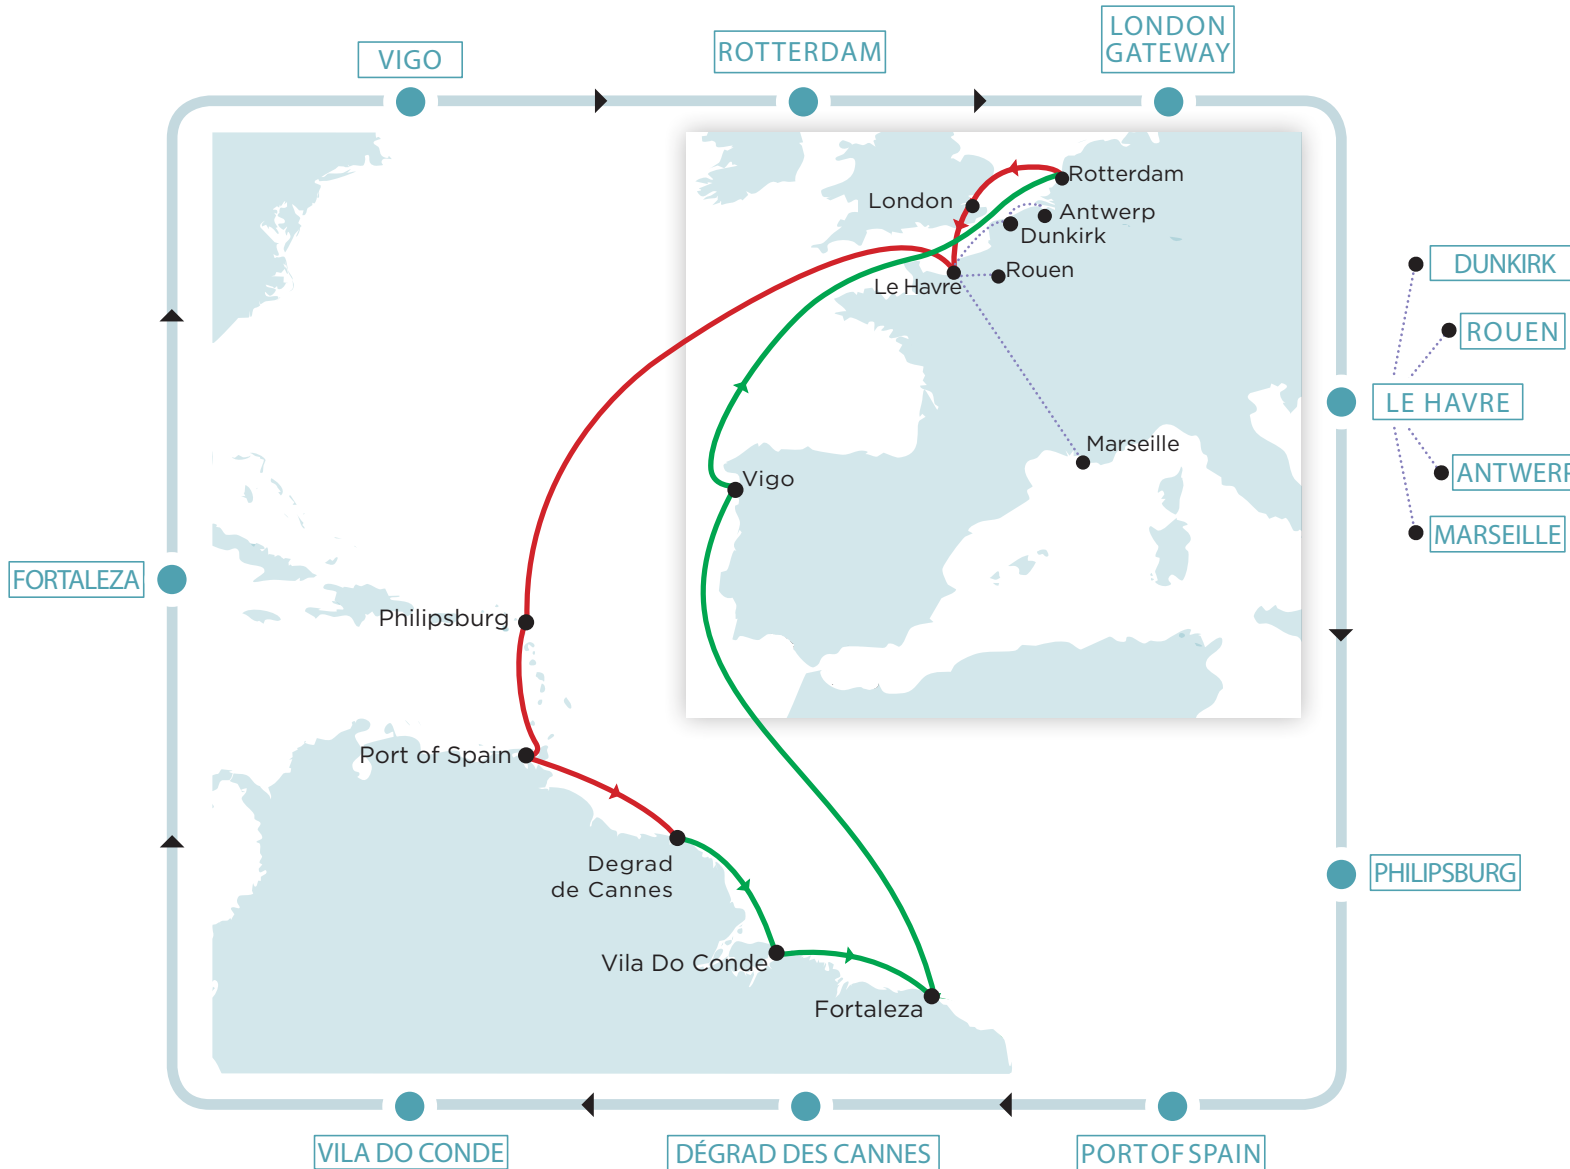 VIGO
ROTTERDAM
LONDON
GATEWAY
Rotterdam
London
Antwerp
Dunkirk
Rouen
Le Havre
DUNKIRK
ROUEN
LE HAVRE
ANTWERP
MARSEILLE
Marseille
Vigo
FORTALEZA
Philipsburg
Port of Spain
Degrad
de Cannes
PHILIPSBURG
Vila Do Conde
Fortaleza
VILA DO CONDE
DÉGRAD DES CANNES
PORT OF SPAIN